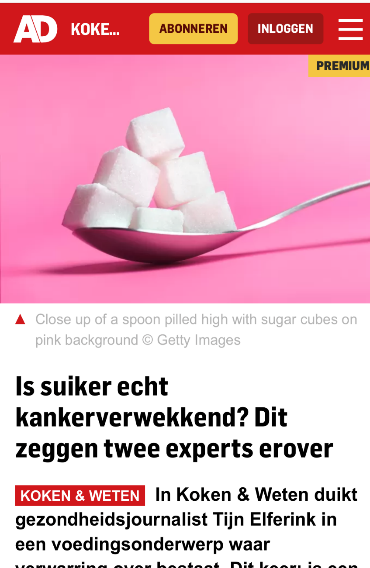 AD KOKE... ABONNEREN INLOGGEN
PREMIUM
▲ Close up of a spoon pilled high with sugar cubes on
pink background © Getty Images
Is suiker echt
kankerverwekkend? Dit
zeggen twee experts erover
KOKEN & WETEN In Koken & Weten duikt
gezondheidsjournalist Tijn Elferink in
een voedingsonderwerp waar
verwarring over bestaat. Dit keer: is een